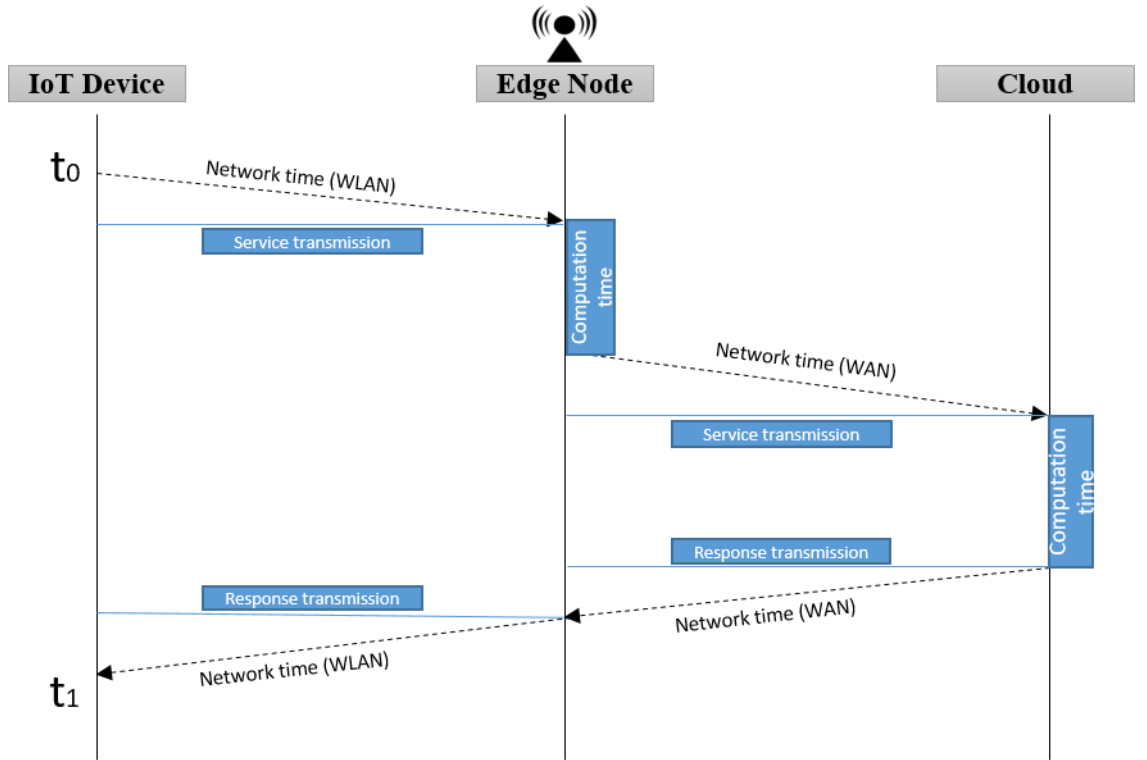 IoT Device
Edge Node
Cloud
t0
Network time (WLAN)
Service transmission
Computation
time
Network time (WAN)
Service transmission
Computation
time
Response transmission
Response transmission
Network time (WAN)
Network time (WLAN)
t1